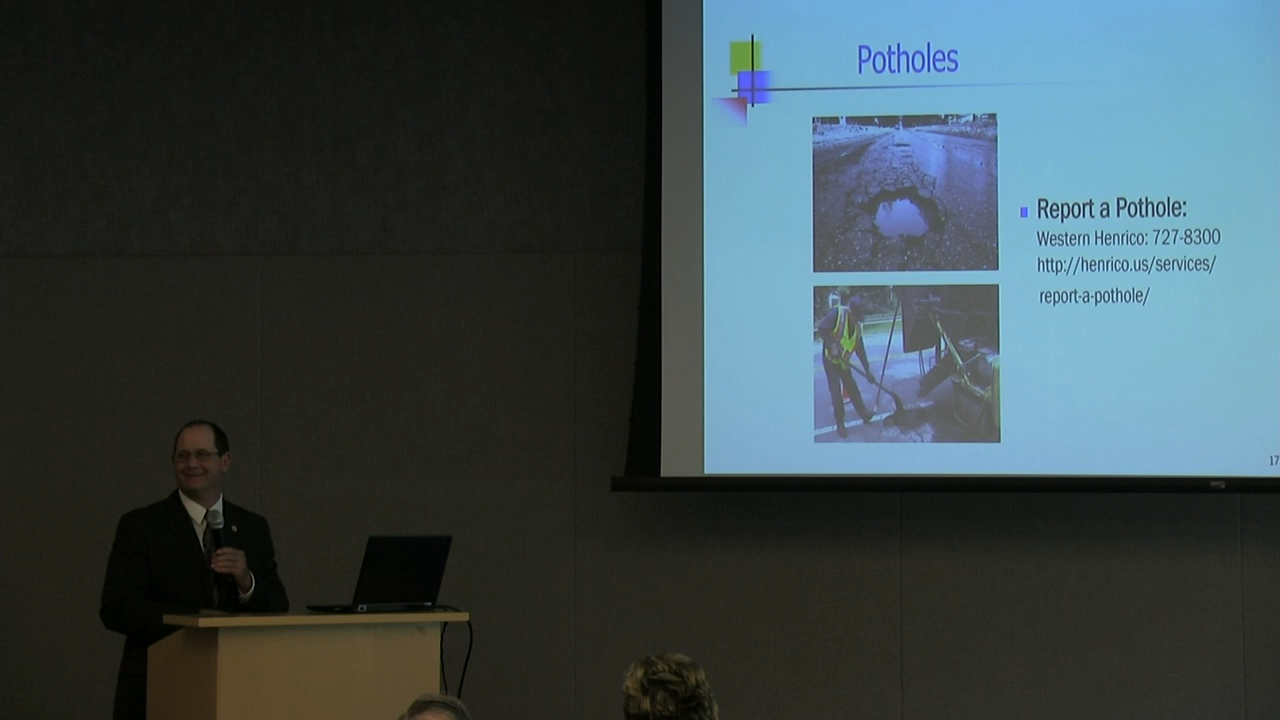 Potholes
Report a Pothole:
Western Henrico: 727-8300
http://henrico.us/services/
report-a-pothole/
17